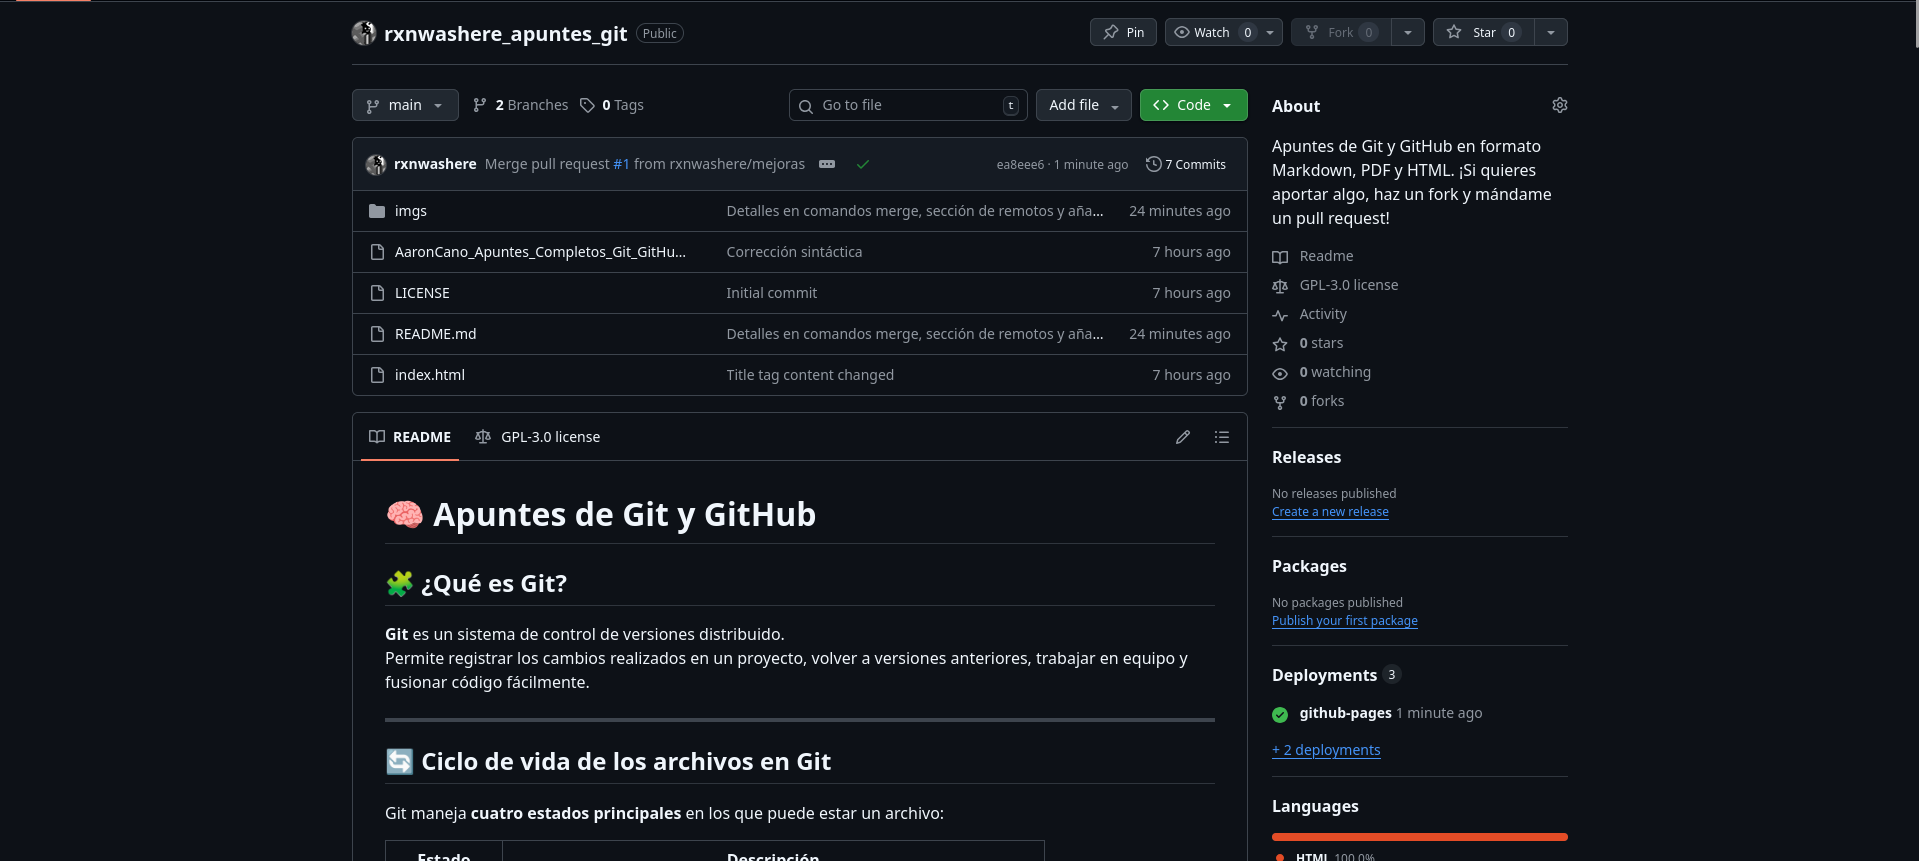 rxnwashere_apuntes_git Public
Pin Watch 0 Fork 0 Star 0
main 2 Branches 0 Tags Go to file t Add file Code
rxnwashere Merge pull request #1 from rxnwashere/mejoras ea8eee6 · 1 minute ago 7 Commits
imgs Detalles en comandos merge, sección de remotos y aña... 24 minutes ago
AaronCano_Apuntes_Completos_Git_GitHu... Corrección sintáctica 7 hours ago
LICENSE Initial commit 7 hours ago
README.md Detalles en comandos merge, sección de remotos y aña... 24 minutes ago
index.html Title tag content changed 7 hours ago
README GPL-3.0 license
Apuntes de Git y GitHub
¿Qué es Git?
Git es un sistema de control de versiones distribuido.
Permite registrar los cambios realizados en un proyecto, volver a versiones anteriores, trabajar en equipo y
fusionar código fácilmente.
Ciclo de vida de los archivos en Git
Git maneja cuatro estados principales en los que puede estar un archivo:
Estado Descripción
About
Apuntes de Git y GitHub en formato
Markdown, PDF y HTML. ¡Si quieres
aportar algo, haz un fork y mándame
un pull request!
Readme
GPL-3.0 license
Activity
0 stars
0 watching
0 forks
Releases
No releases published
Create a new release
Packages
No packages published
Publish your first package
Deployments 3
github-pages 1 minute ago
+ 2 deployments
Languages
HTML 100.0%